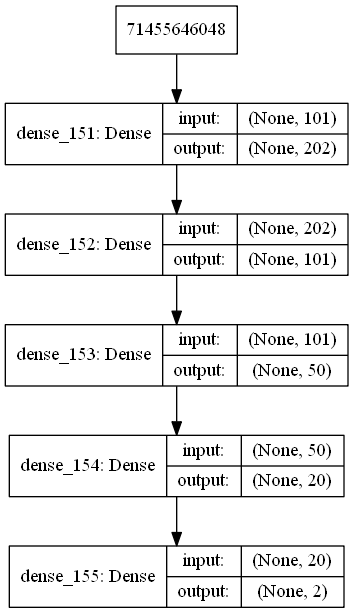 71455646048
dense_151: Dense
input: (None, 101)
output: (None, 202)
dense_152: Dense
input: (None, 202)
output: (None, 101)
dense_153: Dense
input: (None, 101)
output: (None, 50)
dense_154: Dense
input: (None, 50)
output: (None, 20)
dense_155: Dense
input: (None, 20)
output: (None, 2)